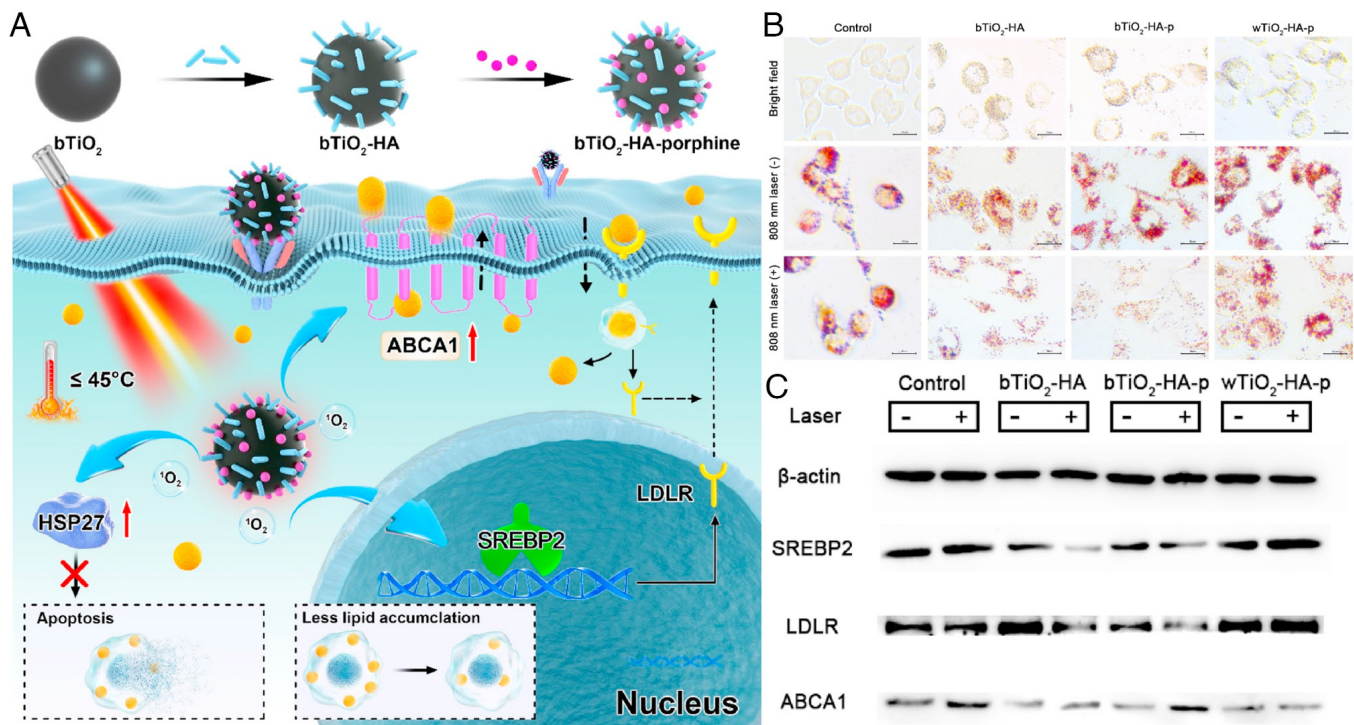 A
bTiO₂
bTiO₂-HA
bTiO₂-HA-porphine
≤ 45°C
ABCA1
¹O₂
¹O₂
¹O₂
HSP27
LDLR
SREBP2
Apoptosis
Less lipid accumclation
Nucleus
B
Control
bTiO₂-HA
bTiO₂-HA-p
wTiO₂-HA-p
Bright field
808 nm laser (-)
808 nm laser (+)
C
Control
bTiO₂-HA
bTiO₂-HA-p
wTiO₂-HA-p
Laser
- + - + - + - +
β-actin
SREBP2
LDLR
ABCA1